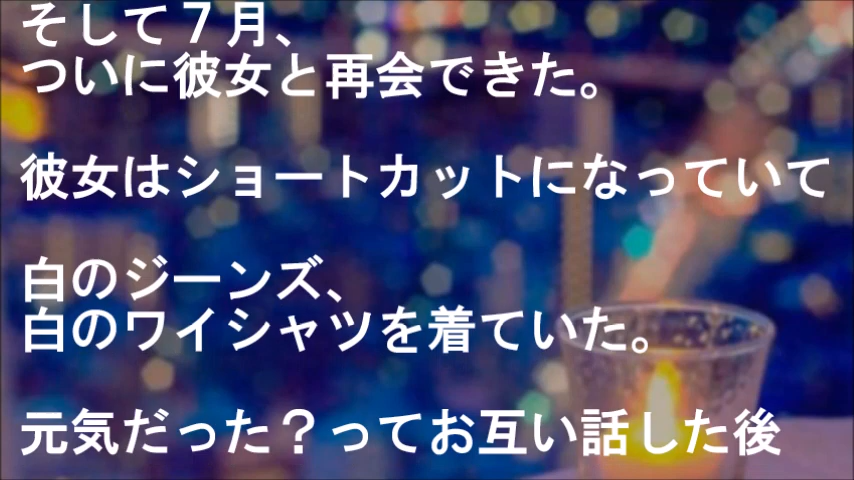 そして７月、
ついに彼女と再会できた。
彼女はショートカットになっていて
白のジーンズ、
白のワイシャツを着ていた。
元気だった？ってお互い話した後